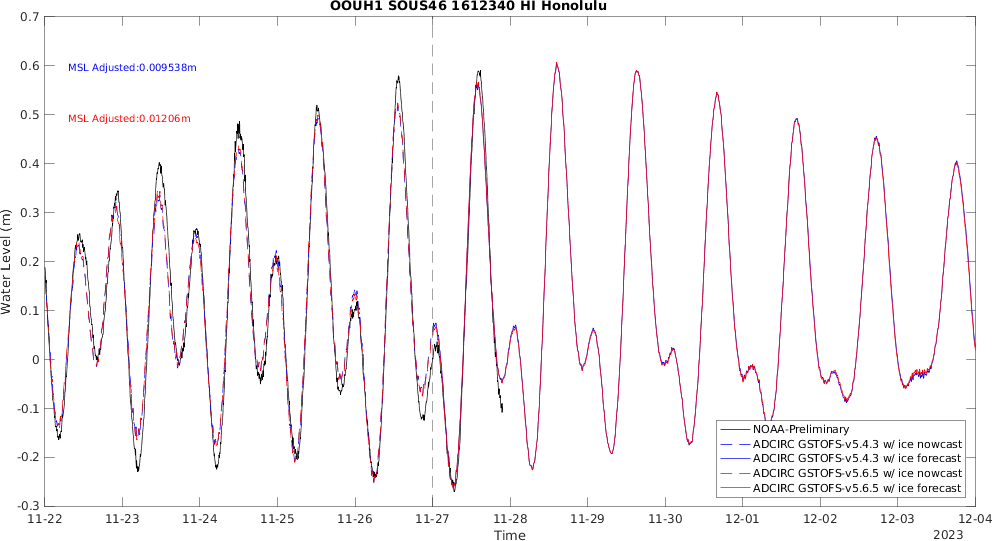 OOUH1 SOUS46 1612340 HI Honolulu
0.7
0.6
0.5
0.4
0.3
0.2
0.1
0
-0.1
-0.2
-0.3
Water Level (m)
MSL Adjusted:0.009538m
MSL Adjusted:0.01206m
NOAA-Preliminary
ADCIRC GSTOFS-v5.4.3 w/ ice nowcast
ADCIRC GSTOFS-v5.4.3 w/ ice forecast
ADCIRC GSTOFS-v5.6.5 w/ ice nowcast
ADCIRC GSTOFS-v5.6.5 w/ ice forecast
11-22 11-23 11-24 11-25 11-26 11-27 11-28 11-29 11-30 12-01 12-02 12-03 12-04
Time
2023